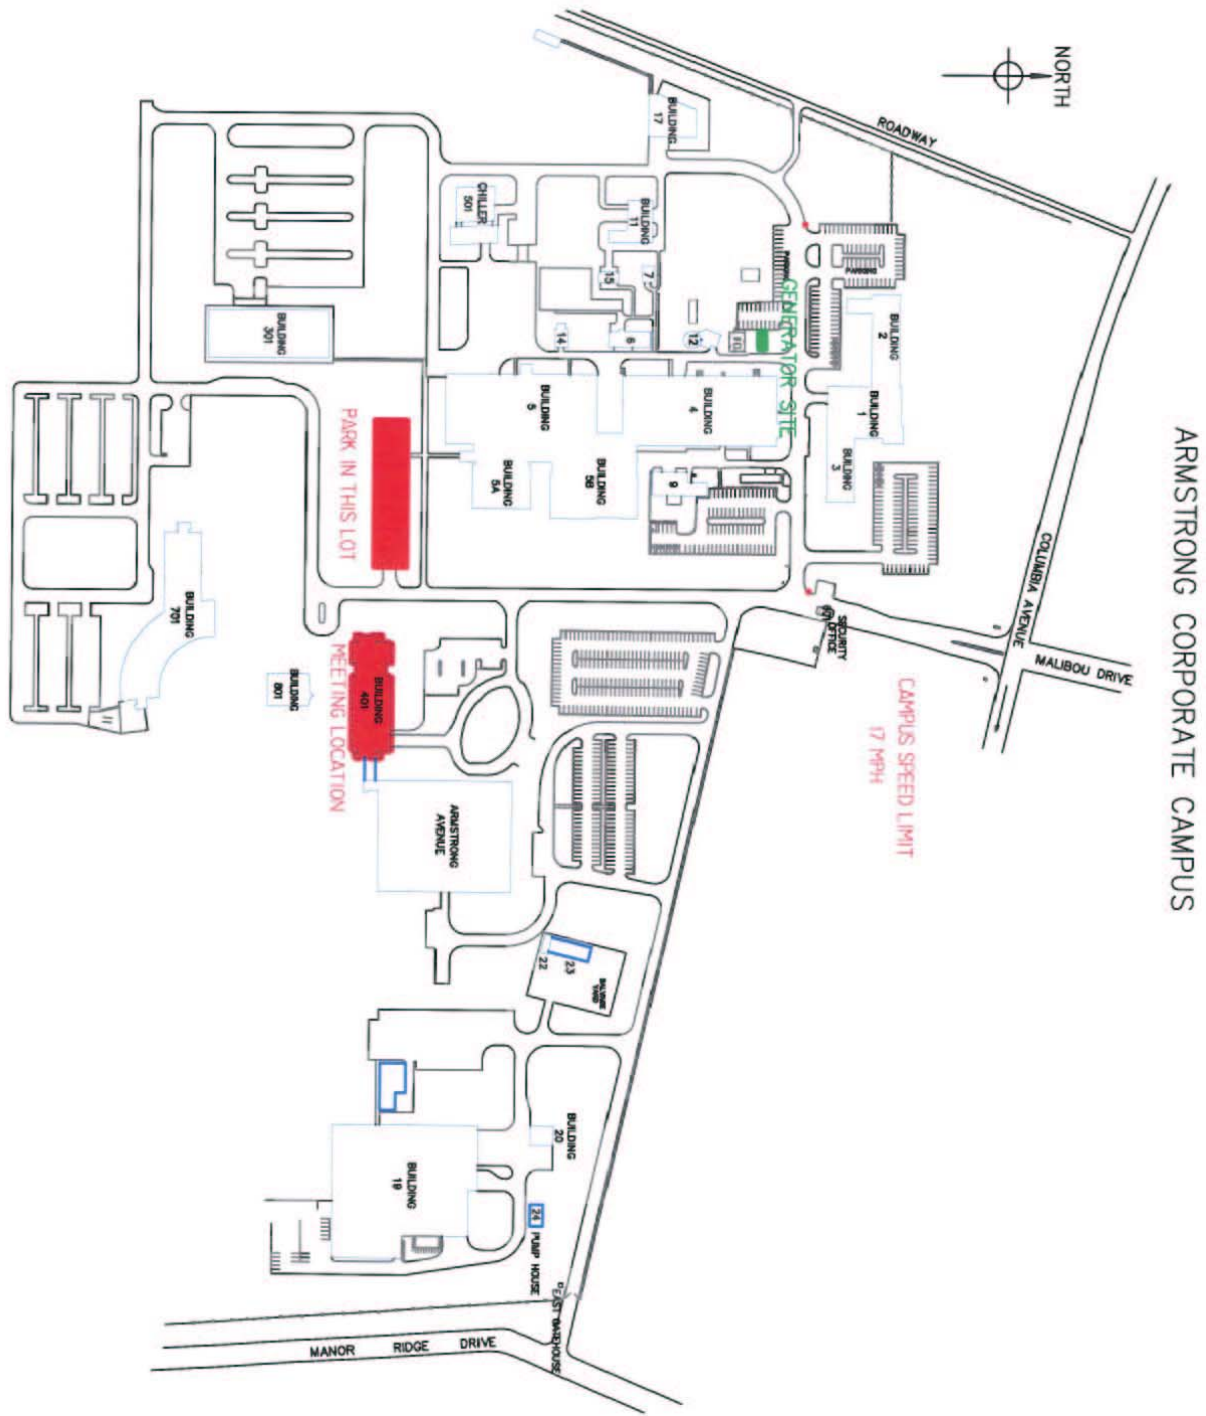 ARMSTRONG CORPORATE CAMPUS
NORTH
ROADWAY
COLUMBIA AVENUE
MALIBOU DRIVE
CAMPUS SPEED LIMIT
17 MPH
SECURITY
OFFICE
BUILDING
17
PARKING
BUILDING
2
BUILDING
1
BUILDING
3
GENERATOR SITE
CHILLER
501
BUILDING
11
15
7
14
6
12
BUILDING
4
BUILDING
5
BUILDING
5A
BUILDING
5B
9
BUILDING
301
PARK IN THIS LOT
BUILDING
701
BUILDING
801
BUILDING
401
MEETING LOCATION
ARMSTRONG
AVENUE
22
23
BUILDING
20
BUILDING
19
24
PUMP HOUSE
EAST GATEHOUSE
MANOR RIDGE DRIVE